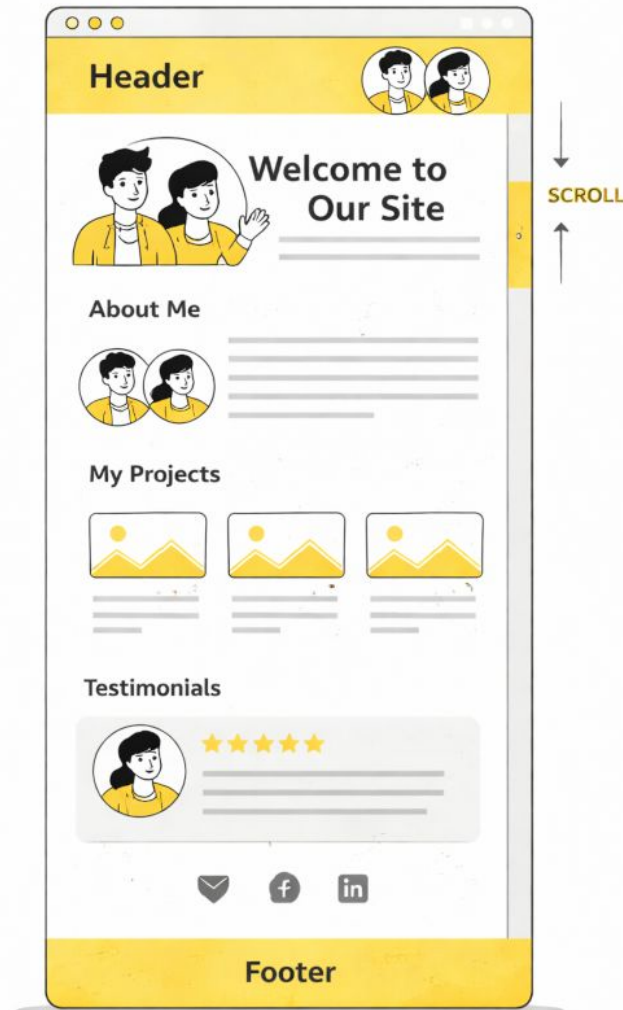 Header
Welcome to
Our Site
SCROLL
About Me
My Projects
Testimonials
f
in
Footer